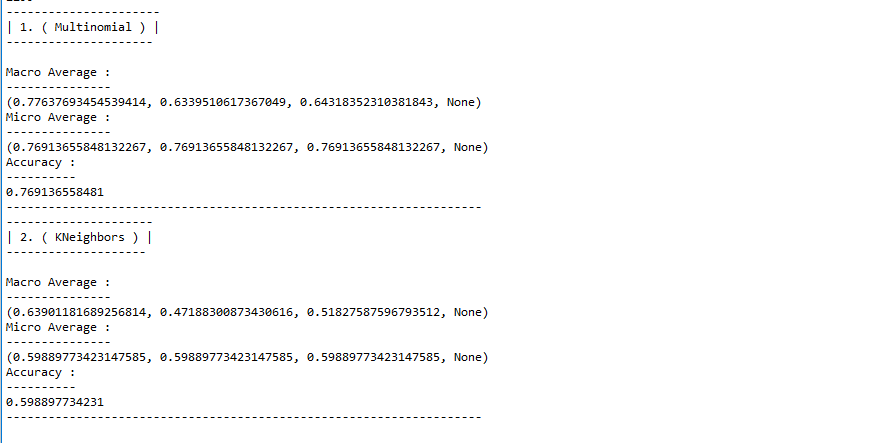 ----------------------
| 1. ( Multinomial ) |
---------------------
Macro Average :
---------------
(0.77637693454539414, 0.6339510617367049, 0.64318352310381843, None)
Micro Average :
---------------
(0.76913655848132267, 0.76913655848132267, 0.76913655848132267, None)
Accuracy :
----------
0.769136558481
--------------------------------------------------------------------
---------------------
| 2. ( KNeighbors ) |
--------------------
Macro Average :
---------------
(0.63901181689256814, 0.47188300873430616, 0.51827587596793512, None)
Micro Average :
---------------
(0.59889773423147585, 0.59889773423147585, 0.59889773423147585, None)
Accuracy :
----------
0.598897734231
--------------------------------------------------------------------